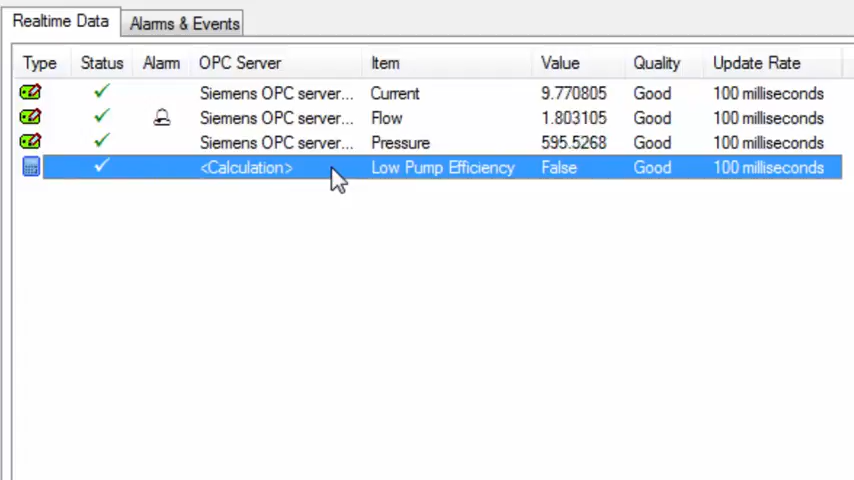 Realtime Data Alarms & Events
Type Status Alarm OPC Server Item Value Quality Update Rate
Siemens OPC server... Current 9.770805 Good 100 milliseconds
Siemens OPC server... Flow 1.803105 Good 100 milliseconds
Siemens OPC server... Pressure 595.5268 Good 100 milliseconds
<Calculation> Low Pump Efficiency False Good 100 milliseconds